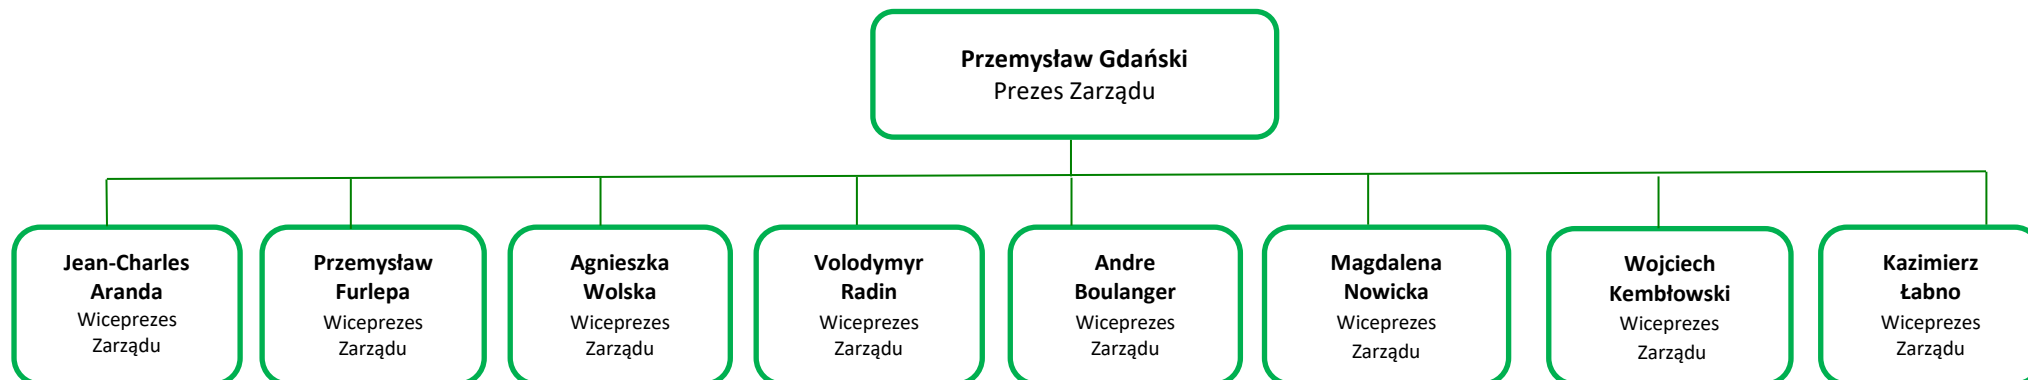 Przemysław Gdański
Prezes Zarządu
Jean-Charles
Aranda
Wiceprezes
Zarządu
Przemysław
Furlepa
Wiceprezes
Zarządu
Agnieszka
Wolska
Wiceprezes
Zarządu
Volodymyr
Radin
Wiceprezes
Zarządu
Andre
Boulanger
Wiceprezes
Zarządu
Magdalena
Nowicka
Wiceprezes
Zarządu
Wojciech
Kembłowski
Wiceprezes
Zarządu
Kazimierz
Łabno
Wiceprezes
Zarządu